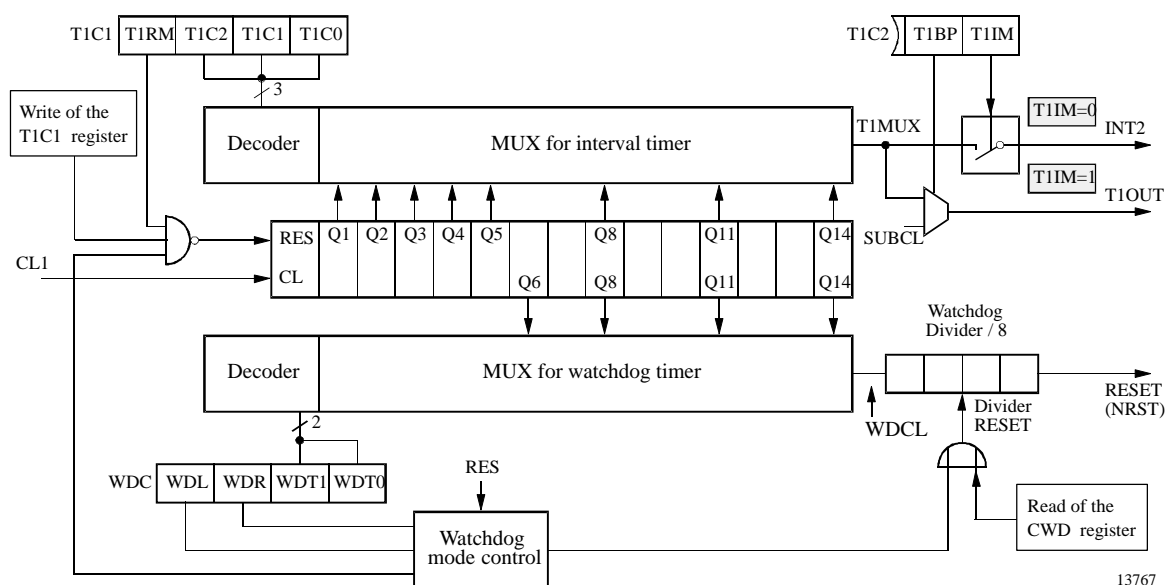 T1C1 T1RM T1C2 T1C1 T1C0
T1C2 T1BP T1IM
3
Write of the
T1C1 register
Decoder
MUX for interval timer
T1MUX
T1IM=0
INT2
T1IM=1
T1OUT
SUBCL
RES
Q1 Q2 Q3 Q4 Q5 Q8 Q11 Q14
CL1
CL
Q6 Q8 Q11 Q14
Watchdog
Divider / 8
Decoder
MUX for watchdog timer
RESET
(NRST)
2
WDCL
Divider
RESET
WDC WDL WDR WDT1 WDT0
RES
Read of the
CWD register
Watchdog
mode control
13767